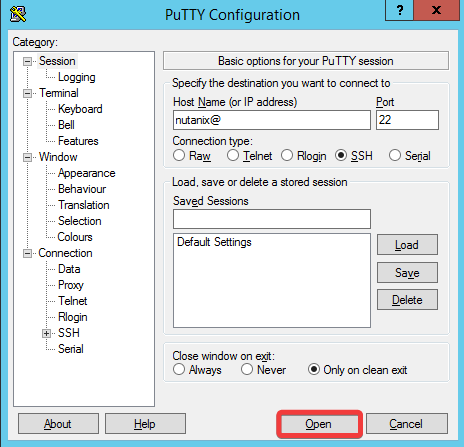 PuTTY Configuration
? X
Category:
Session
Logging
Terminal
Keyboard
Bell
Features
Window
Appearance
Behaviour
Translation
Selection
Colours
Connection
Data
Proxy
Telnet
Rlogin
SSH
Serial
Basic options for your PuTTY session
Specify the destination you want to connect to
Host Name (or IP address) Port
nutanix@ 22
Connection type:
Raw Telnet Rlogin SSH Serial
Load, save or delete a stored session
Saved Sessions
Default Settings
Load
Save
Delete
Close window on exit:
Always Never Only on clean exit
About Help Open Cancel